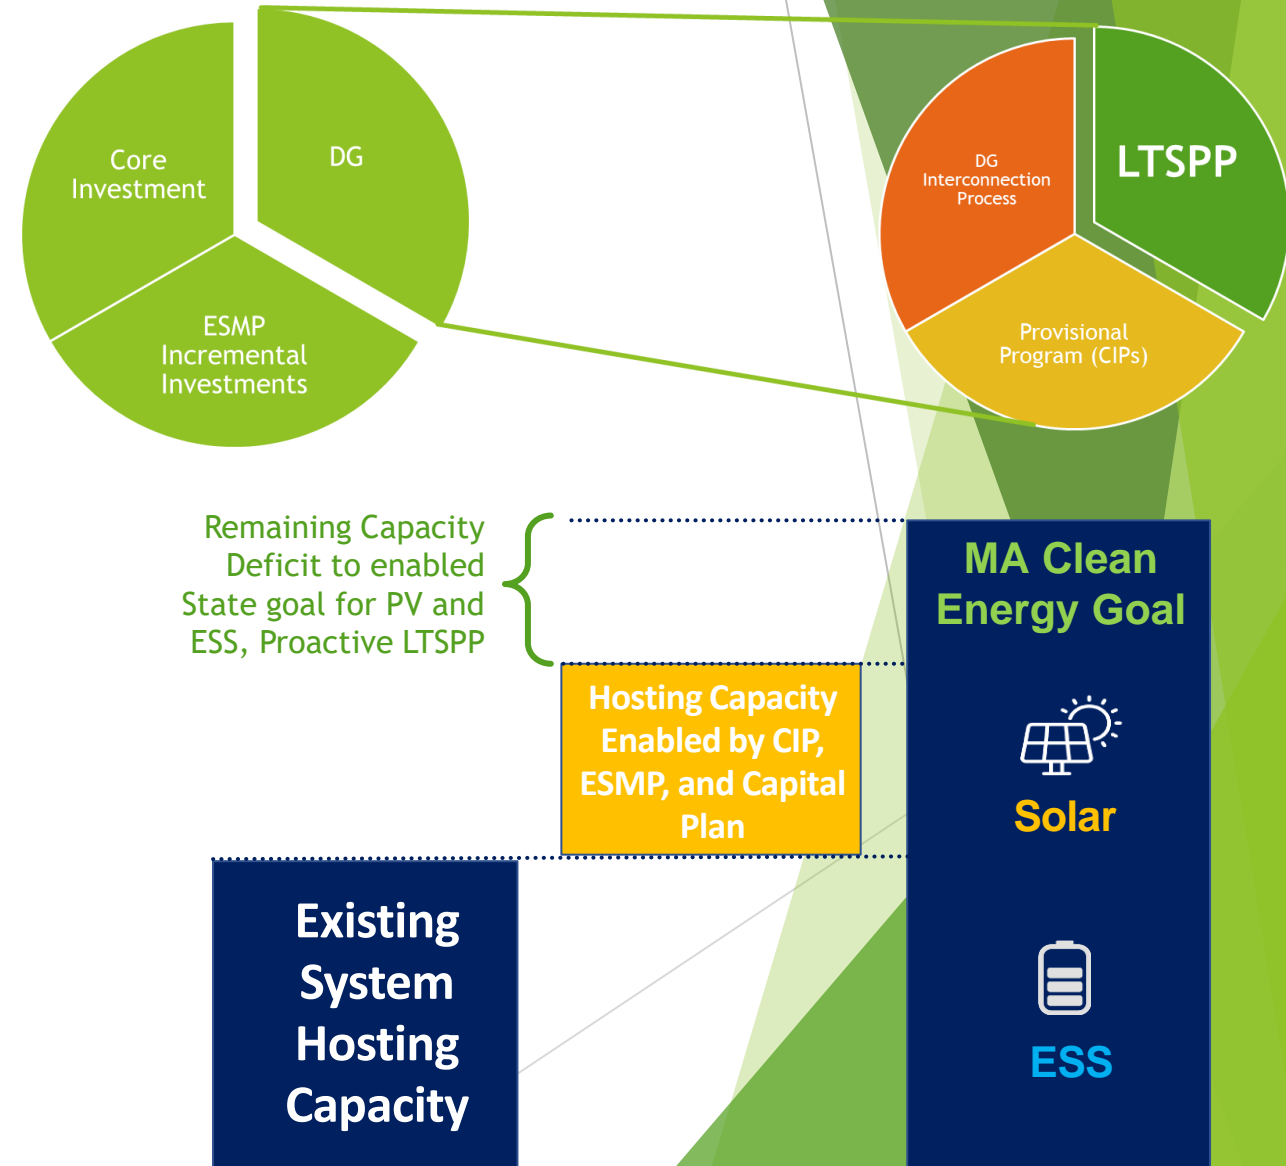 Core
Investment
DG
ESMP
Incremental
Investments
DG
Interconnection
Process
LTSPP
Provisional
Program (CIPs)
Remaining Capacity
Deficit to enabled
State goal for PV and
ESS, Proactive LTSPP
MA Clean
Energy Goal
Hosting Capacity
Enabled by CIP,
ESMP, and Capital
Plan
Solar
Existing
System
Hosting
Capacity
ESS